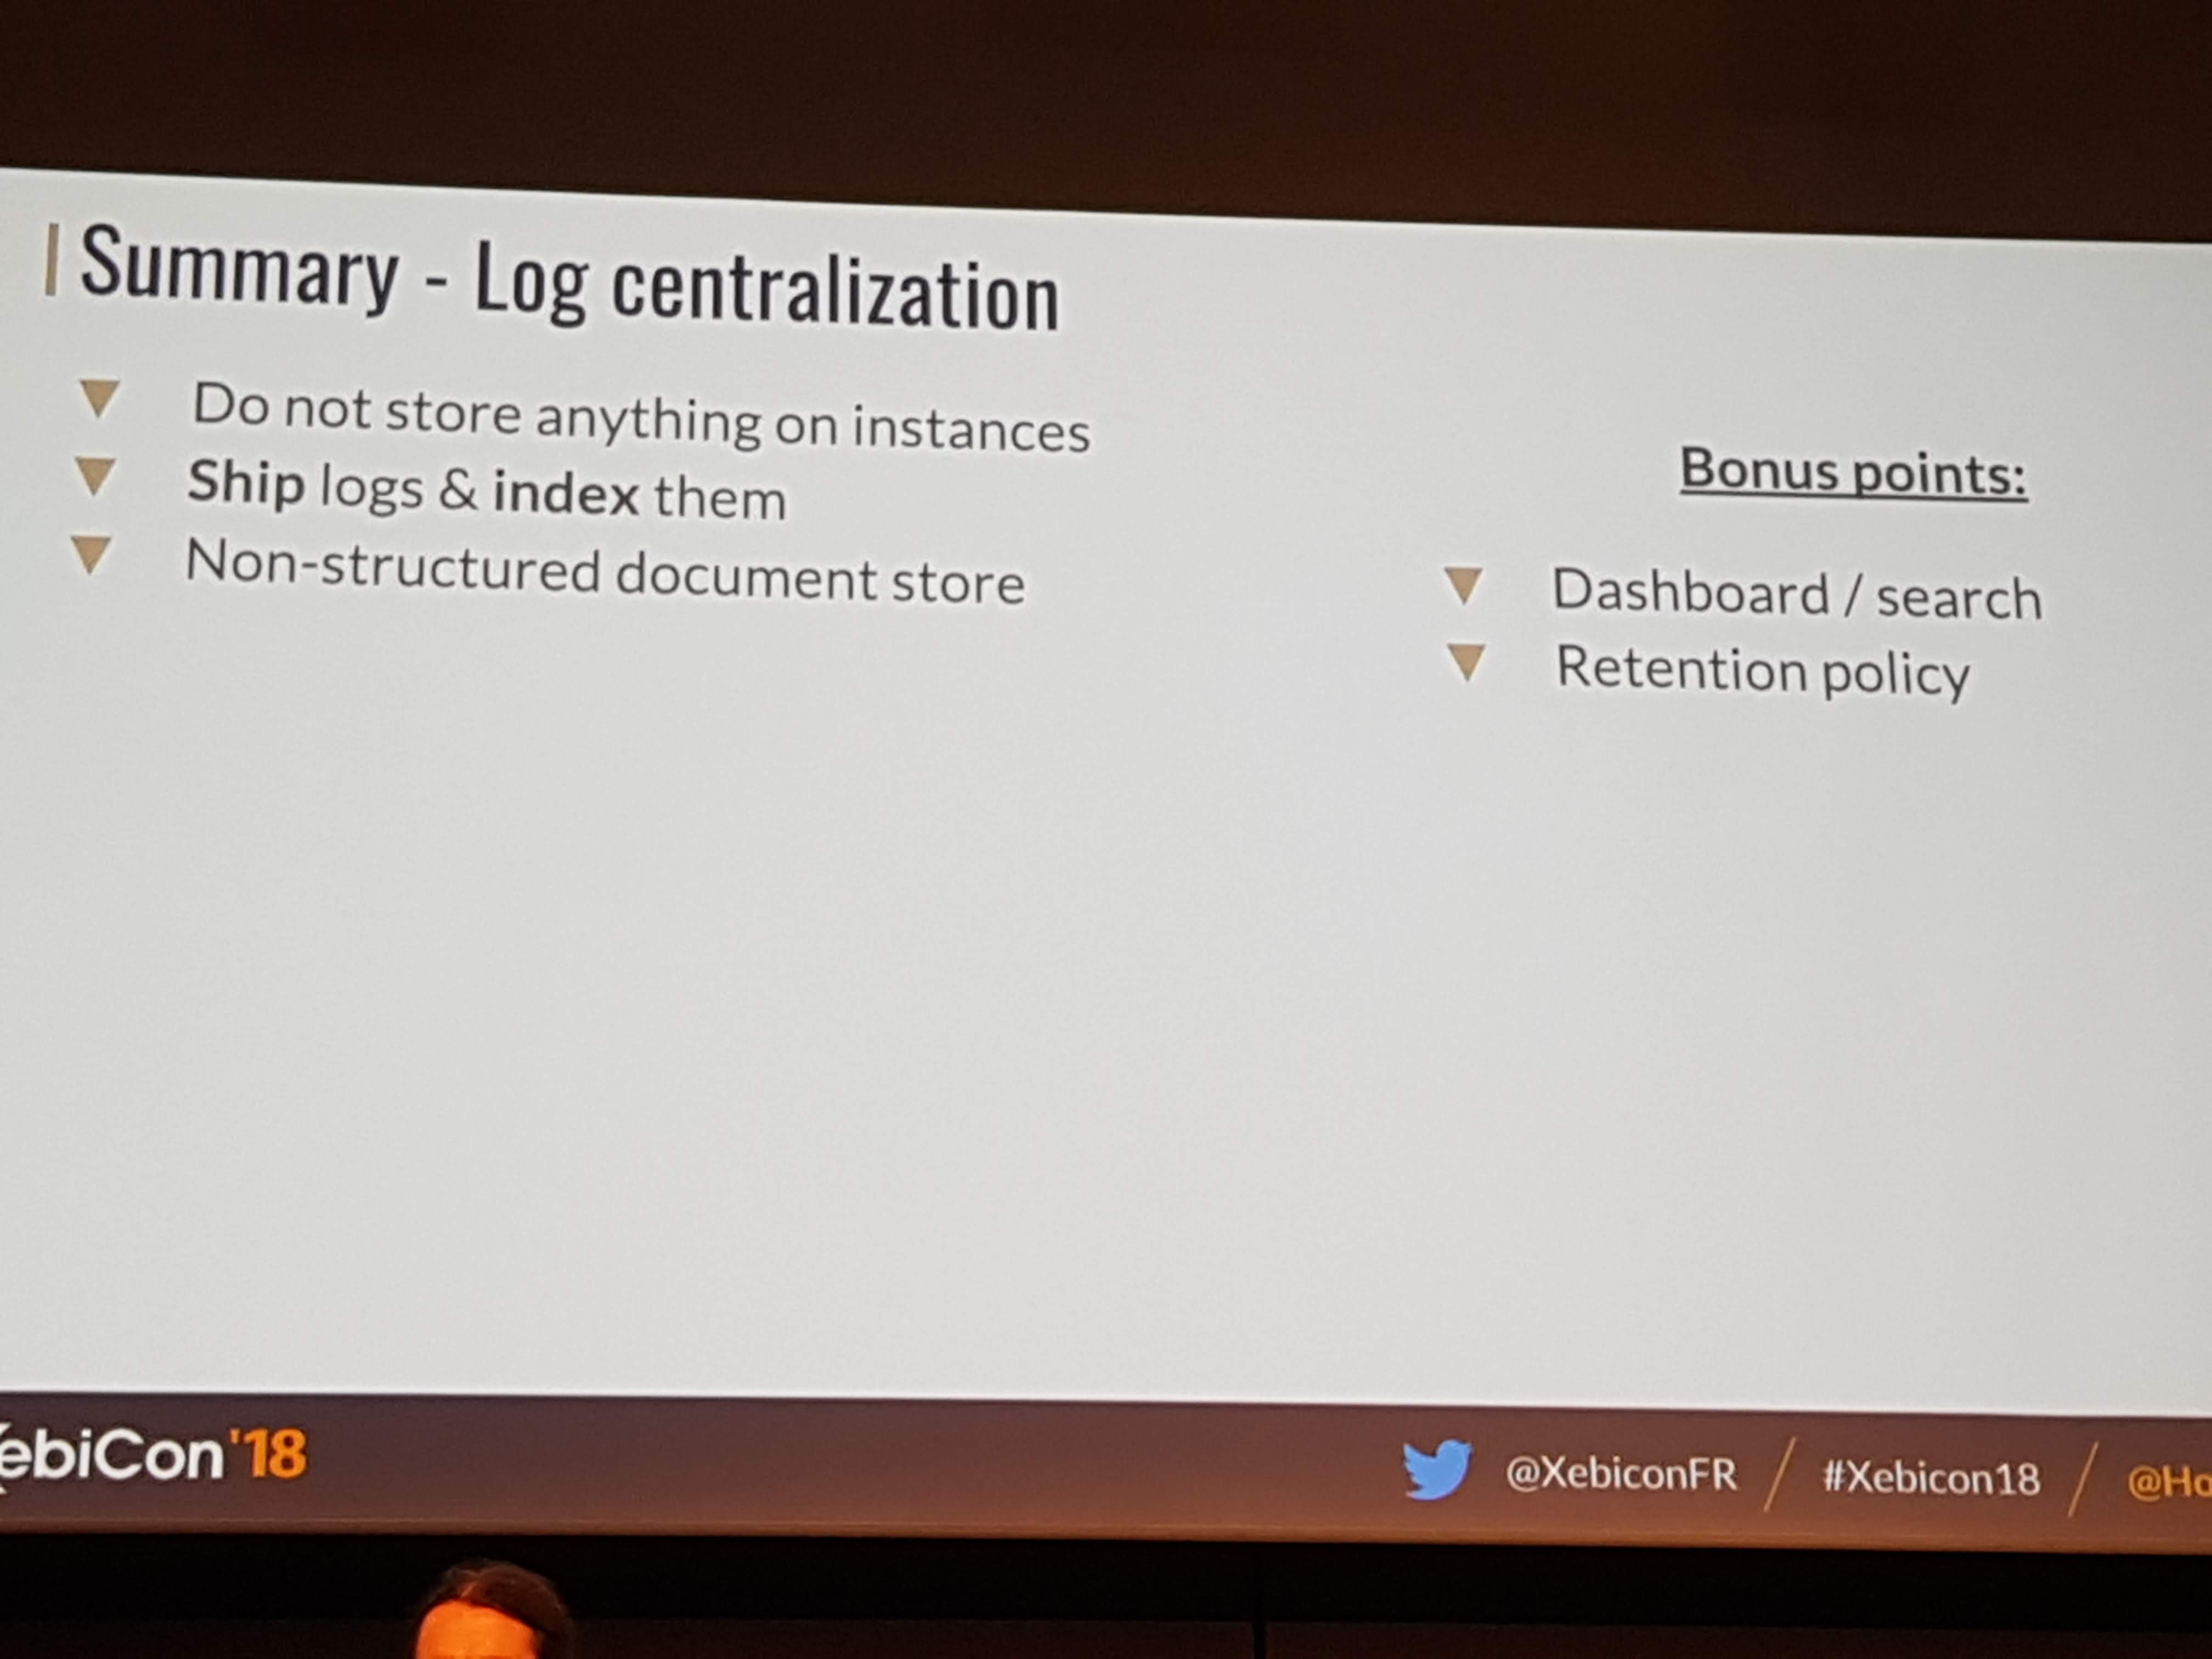 Summary - Log centralization
Do not store anything on instances
Ship logs & index them
Non-structured document store
Bonus points:
Dashboard / search
Retention policy
ebiCon'18
@XebiconFR / #Xebicon18 /